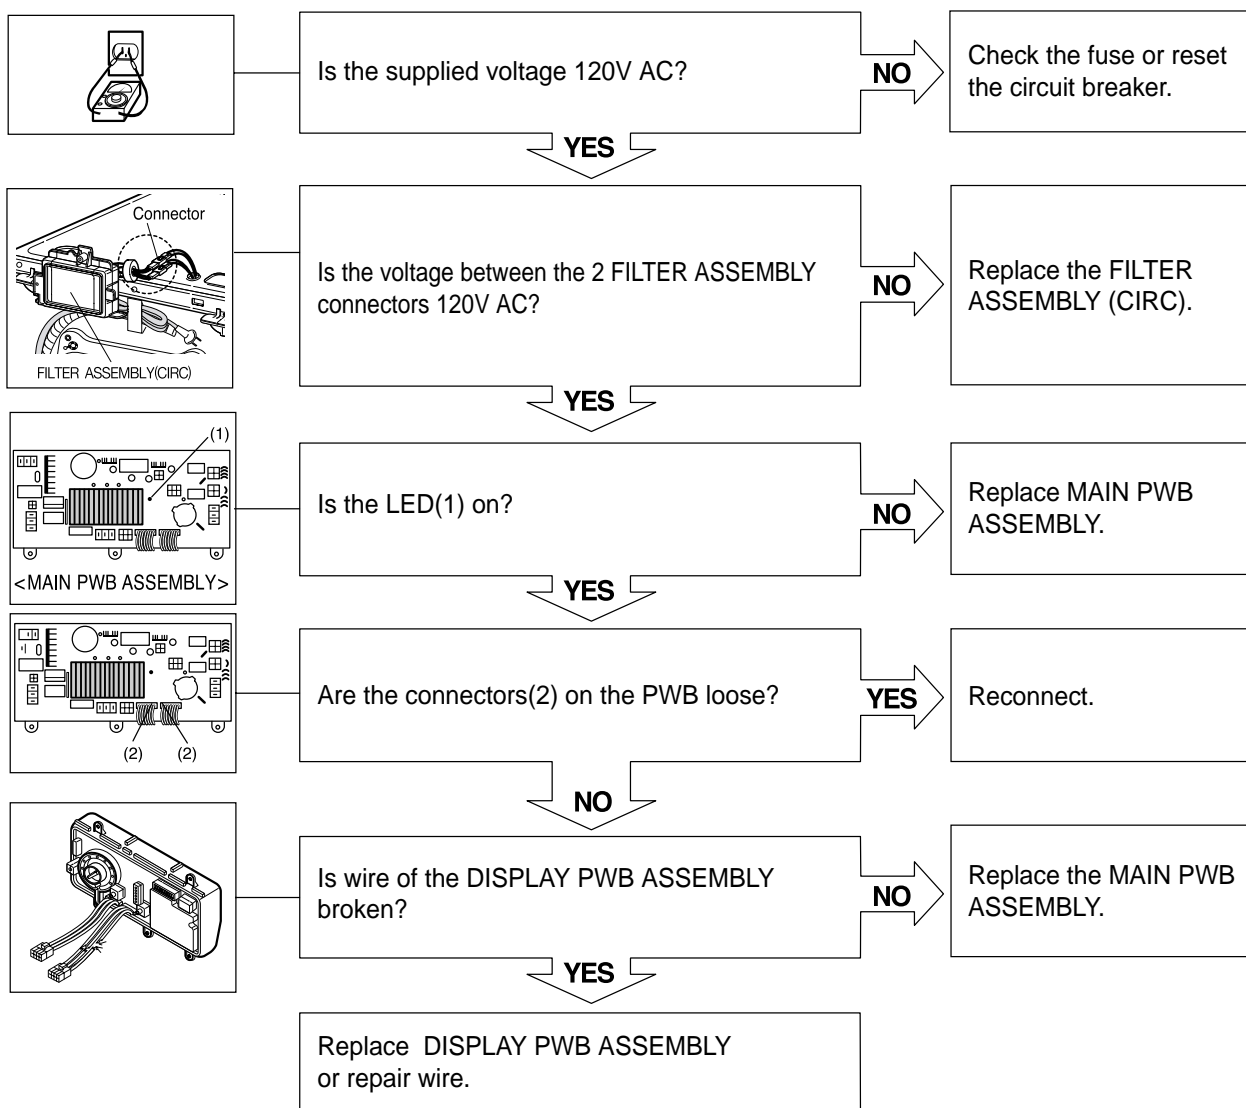 Is the supplied voltage 120V AC?
NO
Check the fuse or reset
the circuit breaker.
YES
Connector
FILTER ASSEMBLY(CIRC)
Is the voltage between the 2 FILTER ASSEMBLY
connectors 120V AC?
NO
Replace the FILTER
ASSEMBLY (CIRC).
YES
(1)
<MAIN PWB ASSEMBLY>
Is the LED(1) on?
NO
Replace MAIN PWB
ASSEMBLY.
YES
(2) (2)
Are the connectors(2) on the PWB loose?
YES
Reconnect.
NO
Is wire of the DISPLAY PWB ASSEMBLY
broken?
NO
Replace the MAIN PWB
ASSEMBLY.
YES
Replace DISPLAY PWB ASSEMBLY
or repair wire.